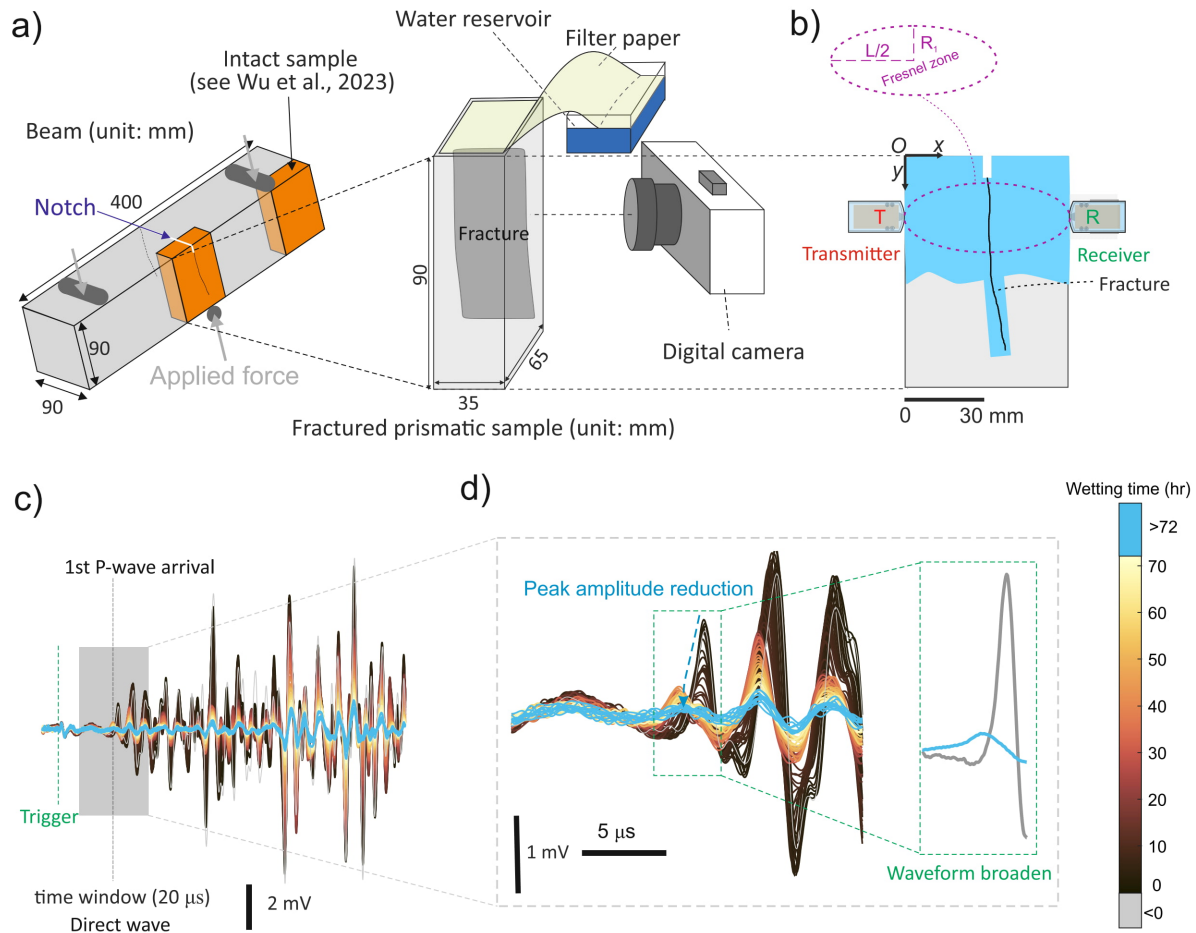 a)
Water reservoir
Filter paper
Intact sample
(see Wu et al., 2023)
Beam (unit: mm)
Notch
400
90
90
Applied force
Fracture
90
65
35
Digital camera
Fractured prismatic sample (unit: mm)
b)
L/2
R1
Fresnel zone
O
x
y
T
R
Transmitter
Receiver
Fracture
0
30 mm
c)
1st P-wave arrival
Trigger
time window (20 μs)
Direct wave
2 mV
d)
Peak amplitude reduction
5 μs
1 mV
Waveform broaden
Wetting time (hr)
>72
70
60
50
40
30
20
10
0
<0